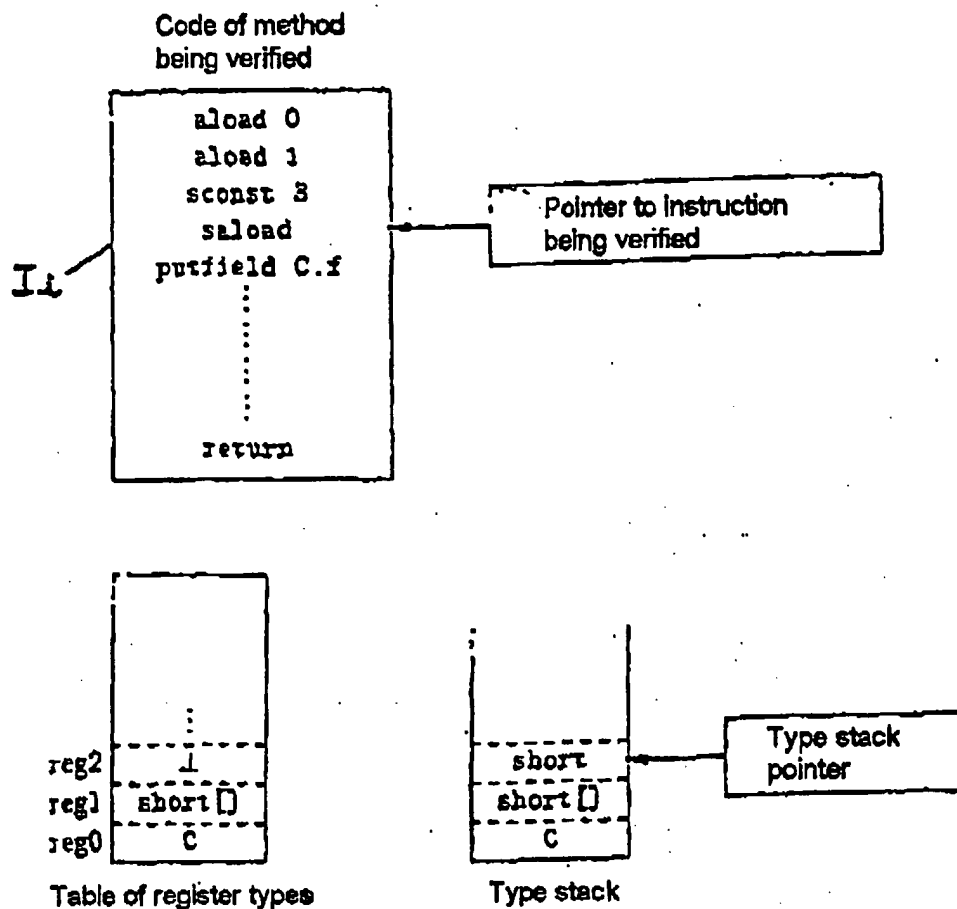 Code of method
being verified
aload 0
aload 1
sconst 3
saload
putfield C.f
return
Ii
Pointer to instruction
being verified
reg2
reg1
reg0
⊥
short[]
C
Table of register types
short
short[]
C
Type stack
Type stack
pointer